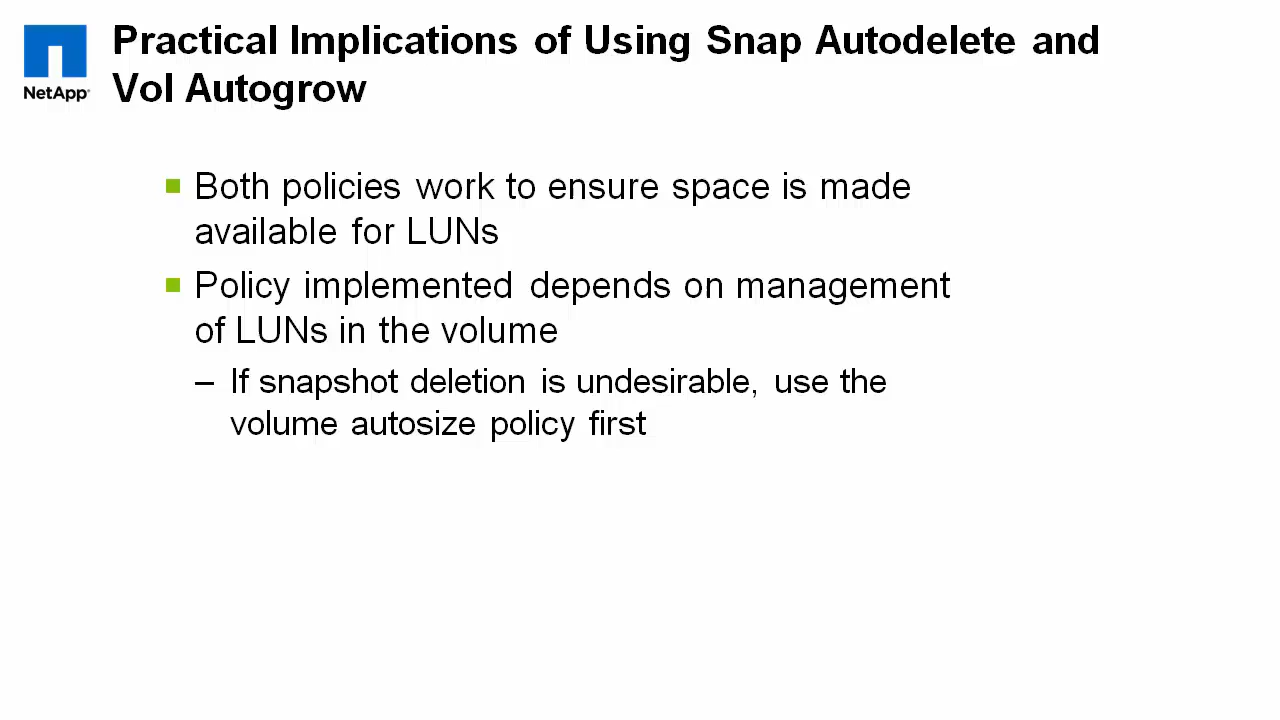 Practical Implications of Using Snap Autodelete and
Vol Autogrow
NetApp®
Both policies work to ensure space is made
available for LUNs
Policy implemented depends on management
of LUNs in the volume
– If snapshot deletion is undesirable, use the
volume autosize policy first